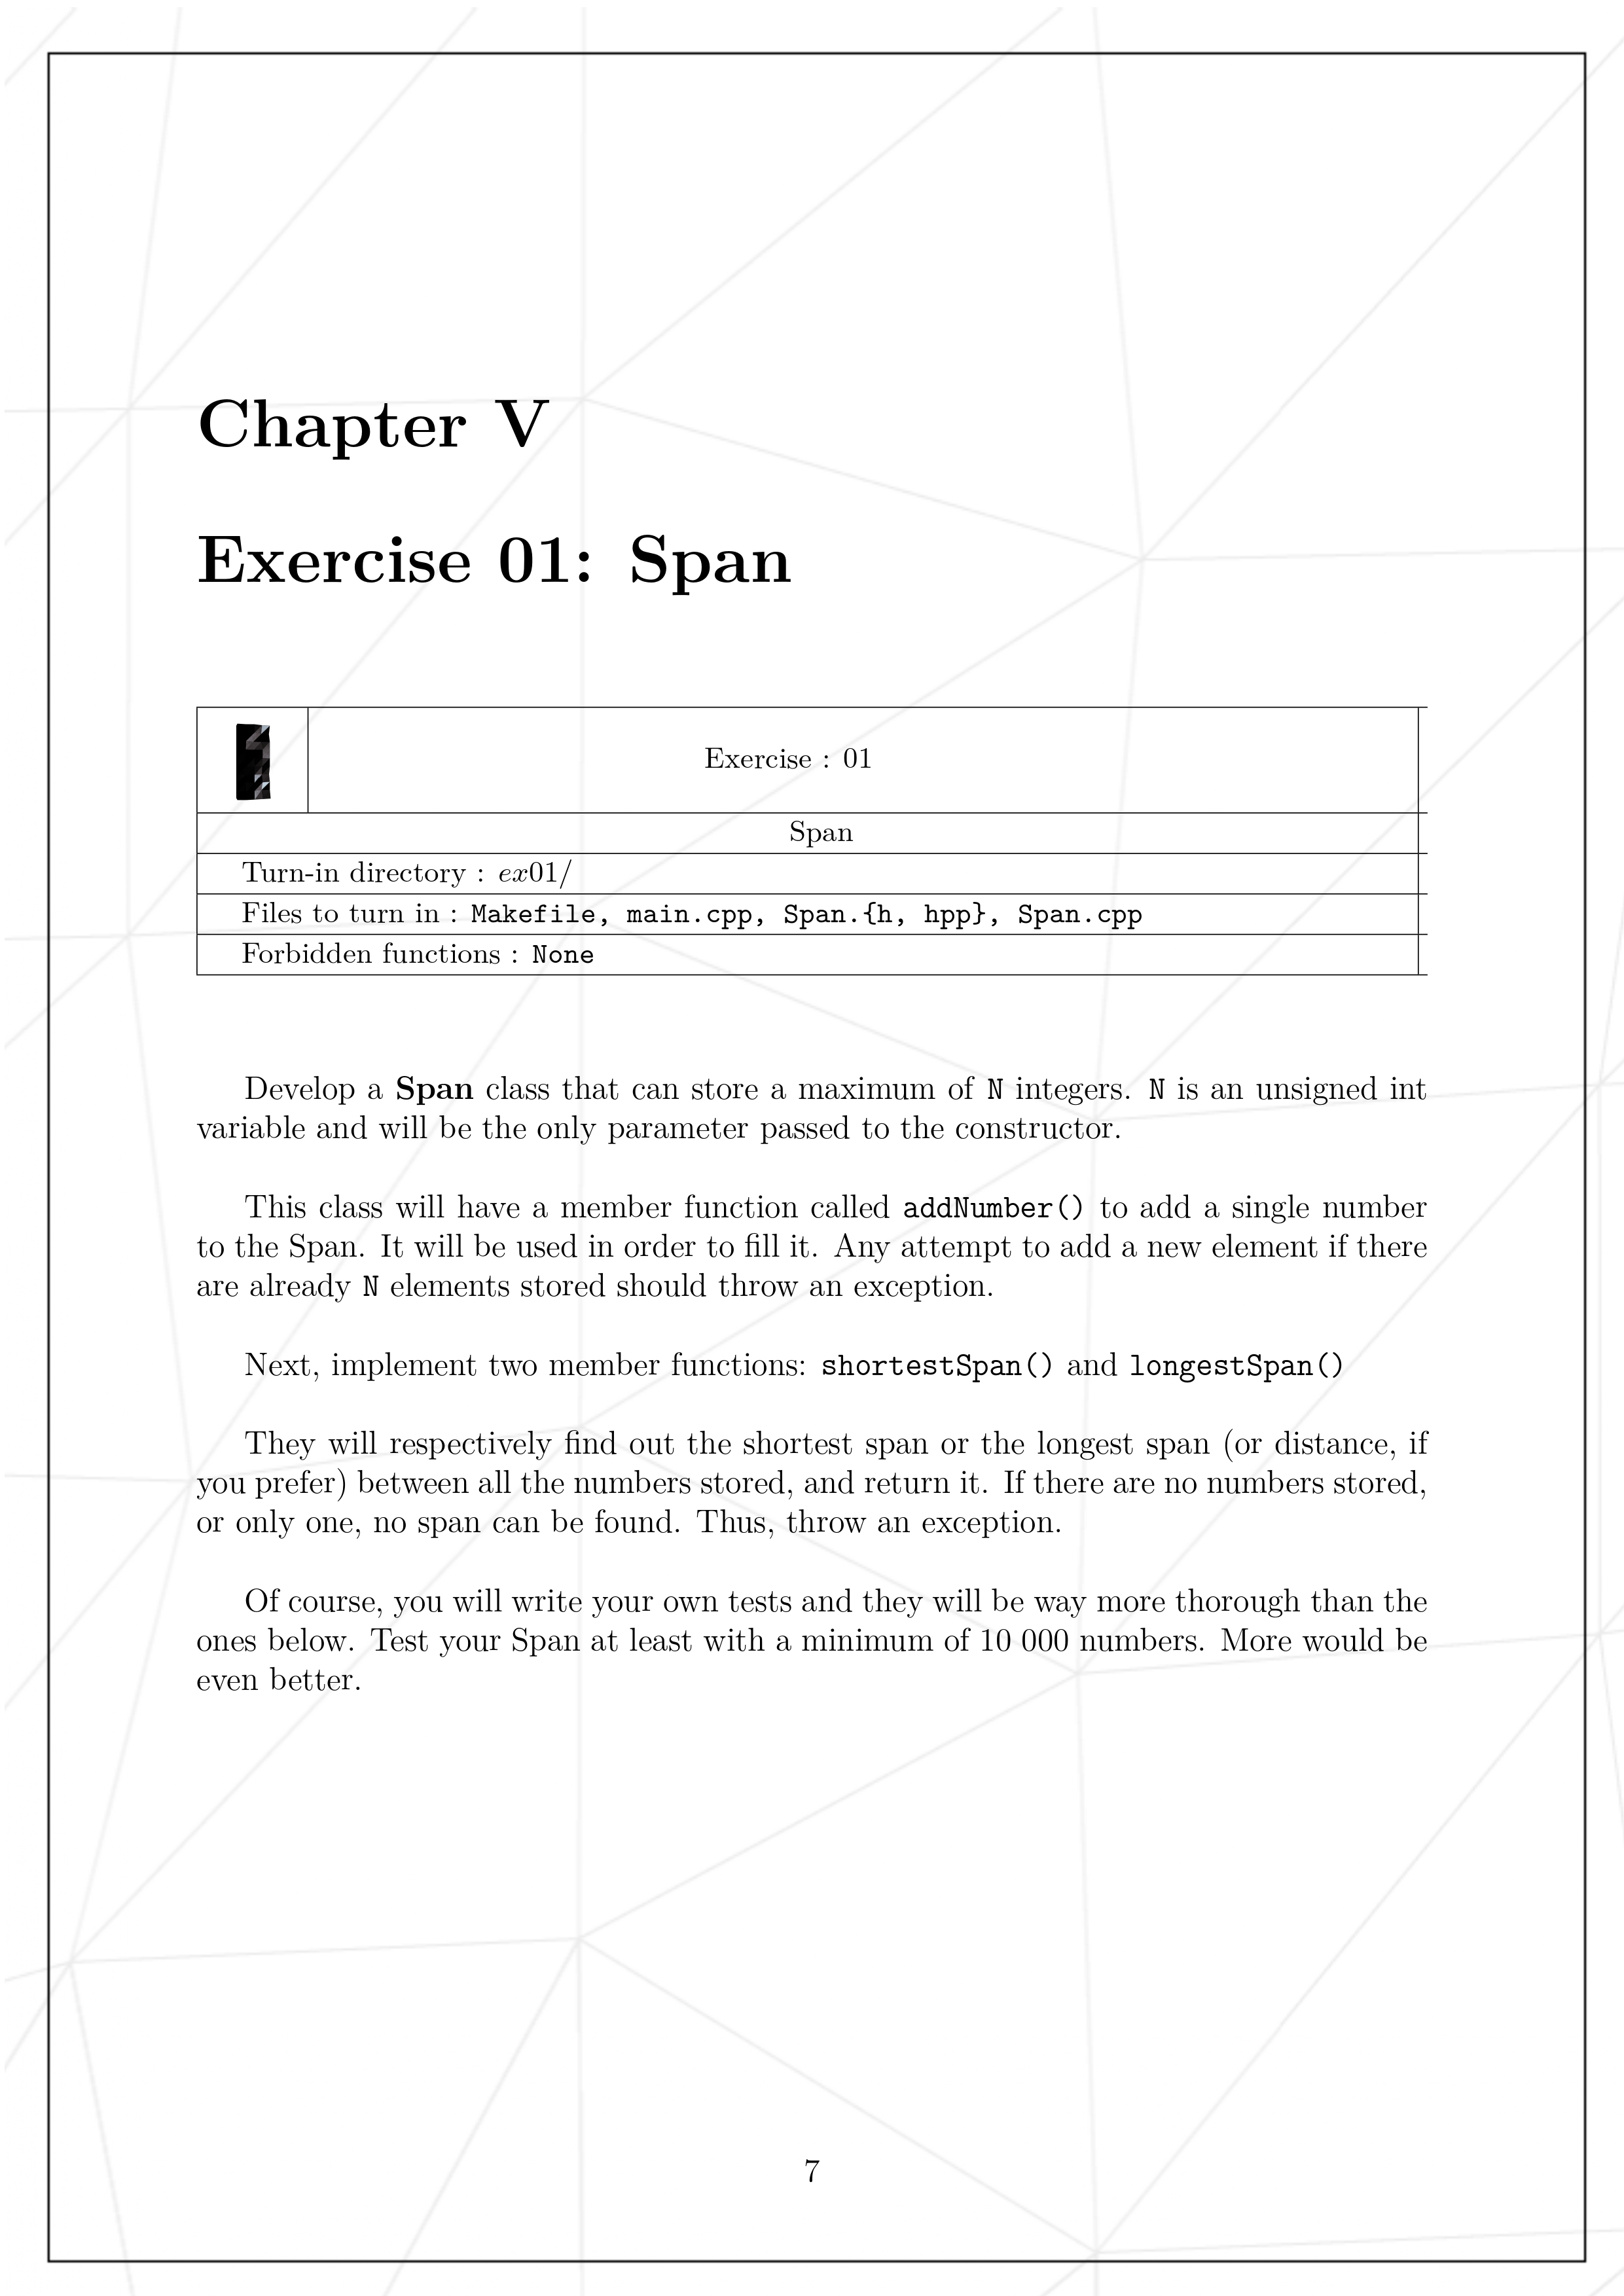 Chapter V
Exercise 01: Span
Exercise : 01
Span
Turn-in directory : ex01/
Files to turn in : Makefile, main.cpp, Span.{h, hpp}, Span.cpp
Forbidden functions : None
Develop a Span class that can store a maximum of N integers. N is an unsigned int
variable and will be the only parameter passed to the constructor.
This class will have a member function called addNumber() to add a single number
to the Span. It will be used in order to fill it. Any attempt to add a new element if there
are already N elements stored should throw an exception.
Next, implement two member functions: shortestSpan() and longestSpan()
They will respectively find out the shortest span or the longest span (or distance, if
you prefer) between all the numbers stored, and return it. If there are no numbers stored,
or only one, no span can be found. Thus, throw an exception.
Of course, you will write your own tests and they will be way more thorough than the
ones below. Test your Span at least with a minimum of 10 000 numbers. More would be
even better.
7